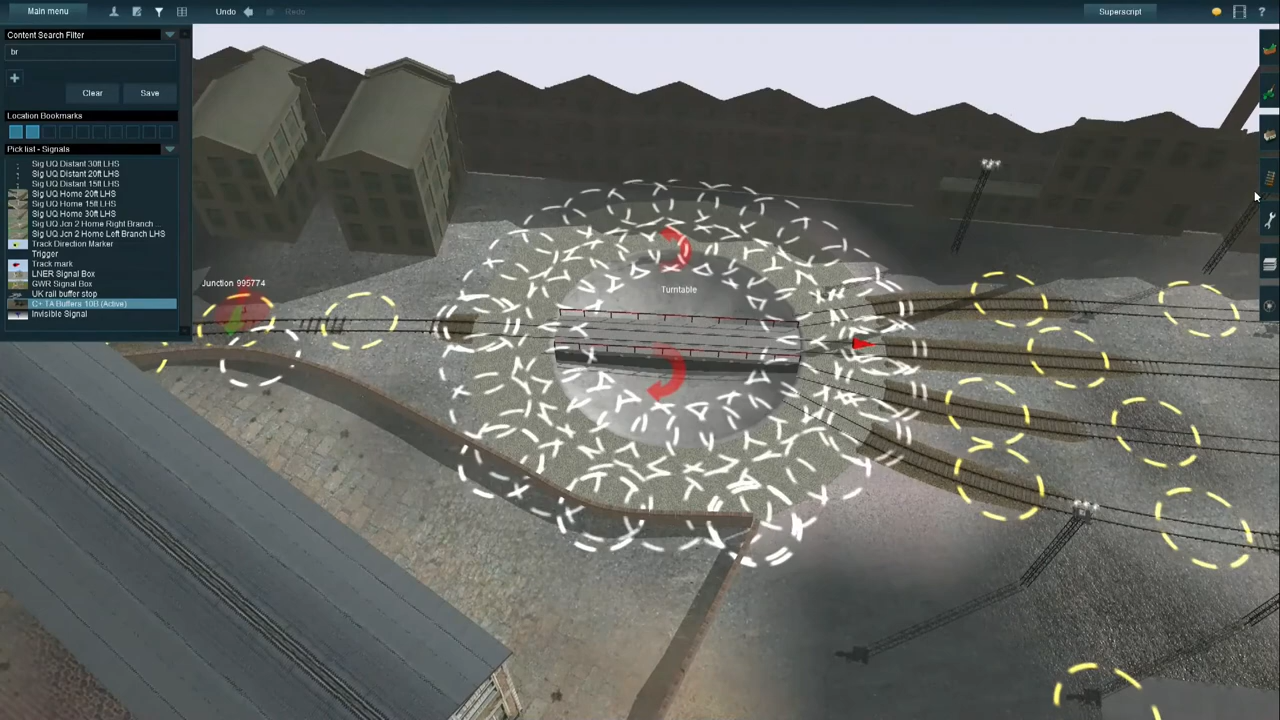 Main menu
Undo
Redo
Superscript
?
Content Search Filter
br
Clear
Save
Location Bookmarks
Pick list - Signals
Sig UQ Distant 30ft LHS
Sig UQ Distant 20ft LHS
Sig UQ Distant 15ft LHS
Sig UQ Home 20ft LHS
Sig UQ Home 15ft LHS
Sig UQ Home 30ft LHS
Sig UQ Jcn 2 Home Right Branch
Sig UQ Jcn 2 Home Left Branch LHS
Track Direction Marker
Trigger
Track mark
LNER Signal Box
GWR Signal Box
UK rail buffer stop
C+ TA Buffers 10B (Active)
Invisible Signal
Junction 995774
Turntable